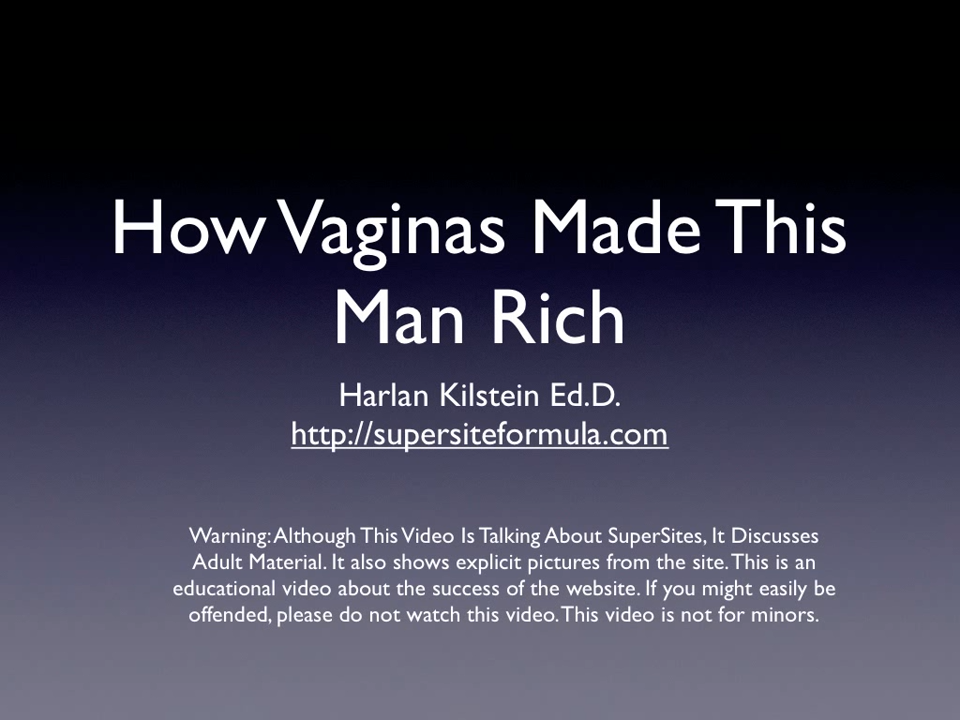 How Vaginas Made This
Man Rich
Harlan Kilstein Ed.D.
http://supersiteformula.com
Warning: Although This Video Is Talking About SuperSites, It Discusses
Adult Material. It also shows explicit pictures from the site. This is an
educational video about the success of the website. If you might easily be
offended, please do not watch this video. This video is not for minors.